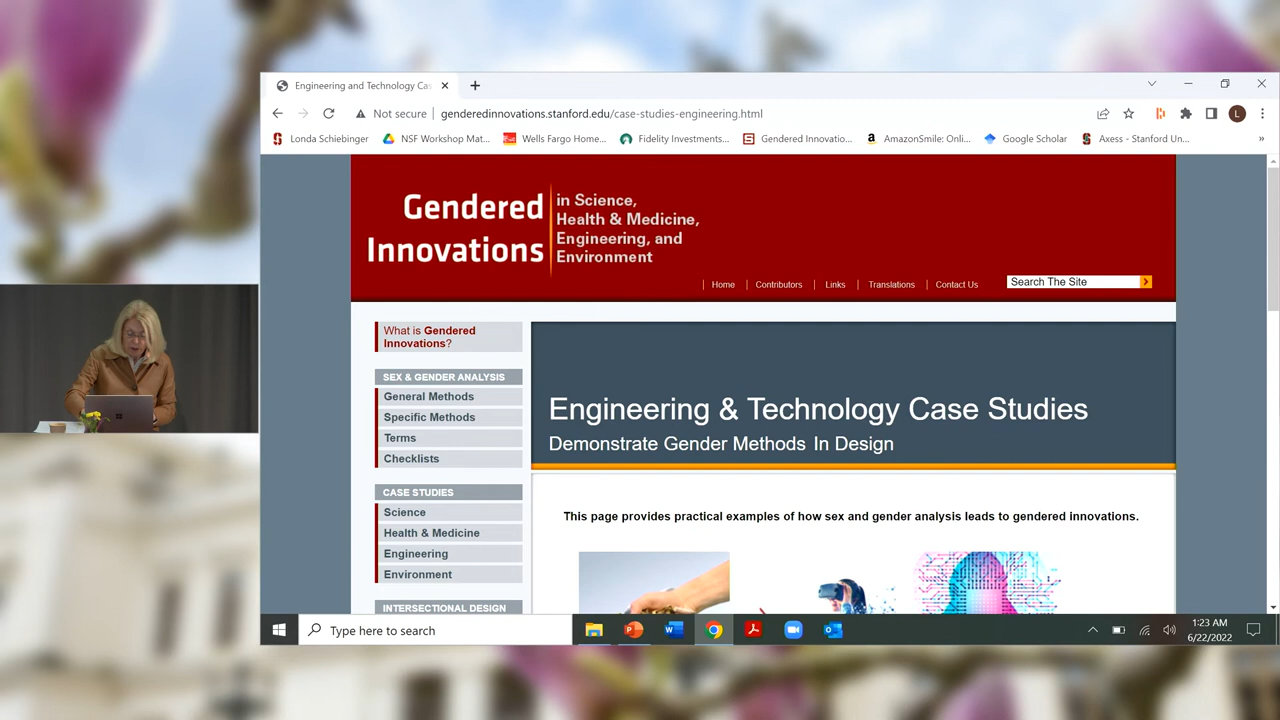 Engineering and Technology Cas
Not secure
genderedinnovations.stanford.edu/case-studies-engineering.html
L
Londa Schiebinger
NSF Workshop Mat...
Wells Fargo Home...
Fidelity Investments...
Gendered Innovatio...
AmazonSmile: Onli...
Google Scholar
Axess - Stanford Un...
»
Gendered
Innovations
in Science,
Health & Medicine,
Engineering, and
Environment
Home
Contributors
Links
Translations
Contact Us
Search The Site
What is Gendered
Innovations?
SEX & GENDER ANALYSIS
General Methods
Specific Methods
Terms
Checklists
CASE STUDIES
Science
Health & Medicine
Engineering
Environment
INTERSECTIONAL DESIGN
Engineering & Technology Case Studies
Demonstrate Gender Methods In Design
This page provides practical examples of how sex and gender analysis leads to gendered innovations.
Type here to search
1:23 AM
6/22/2022